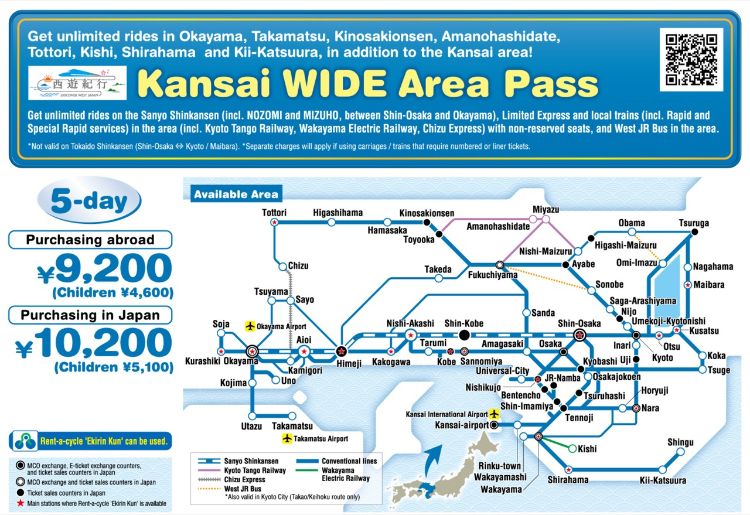 Get unlimited rides in Okayama, Takamatsu, Kinosakionsen, Amanohashidate,
Tottori, Kishi, Shirahama and Kii-Katsuura, in addition to the Kansai area!
西遊紀行
DISCOVER WEST JAPAN
Kansai WIDE Area Pass
Get unlimited rides on the Sanyo Shinkansen (incl. NOZOMI and MIZUHO, between Shin-Osaka and Okayama), Limited Express and local trains (incl. Rapid and
Special Rapid services) in the area (incl. Kyoto Tango Railway, Wakayama Electric Railway, Chizu Express) with non-reserved seats, and West JR Bus in the area.
*Not valid on Tokaido Shinkansen (Shin-Osaka ⇔ Kyoto / Maibara). *Separate charges will apply if using carriages / trains that require numbered or liner tickets.
5-day
Purchasing abroad
¥9,200
(Children ¥4,600)
Purchasing in Japan
¥10,200
(Children ¥5,100)
Rent-a-cycle 'Ekirin Kun' can be used.
MCO exchange, E-ticket exchange counters,
and ticket sales counters in Japan
MCO exchange and ticket sales counters in Japan
Ticket sales counters in Japan
Main stations where Rent-a-cycle 'Ekirin Kun' is available
Available Area
Tottori
Higashihama
Hamasaka
Kinosakionsen
Toyooka
Amanohashidate
Miyazu
Nishi-Maizuru
Higashi-Maizuru
Obama
Omi-Imazu
Tsuruga
Nagahama
Maibara
Chizu
Takeda
Fukuchiyama
Ayabe
Sonobe
Saga-Arashiyama
Nijo
Umekoji-Kyotonishi
Kusatsu
Tsuyama
Sayo
Sanda
Okayama Airport
Soja
Kurashiki
Okayama
Aioi
Kamigori
Himeji
Nishi-Akashi
Kakogawa
Tarumi
Shin-Kobe
Kobe
Sannomiya
Amagasaki
Shin-Osaka
Osaka
Inari
Uji
Kyoto
Otsu
Koka
Tsuge
Kojima
Uno
Utazu
Takamatsu
Takamatsu Airport
Universal-City
Nishikujo
Bentencho
Shin-Imamiya
JR-Namba
Kyobashi
Osakajokoen
Tsuruhashi
Tennoji
Horyuji
Nara
Kansai International Airport
Kansai-airport
Rinku-town
Wakayamashi
Wakayama
Kishi
Shirahama
Kii-Katsuura
Shingu
Sanyo Shinkansen
Kyoto Tango Railway
Chizu Express
West JR Bus
Conventional lines
Wakayama
Electric Railway
*Also valid in Kyoto City (Takao/Keihoku route only)